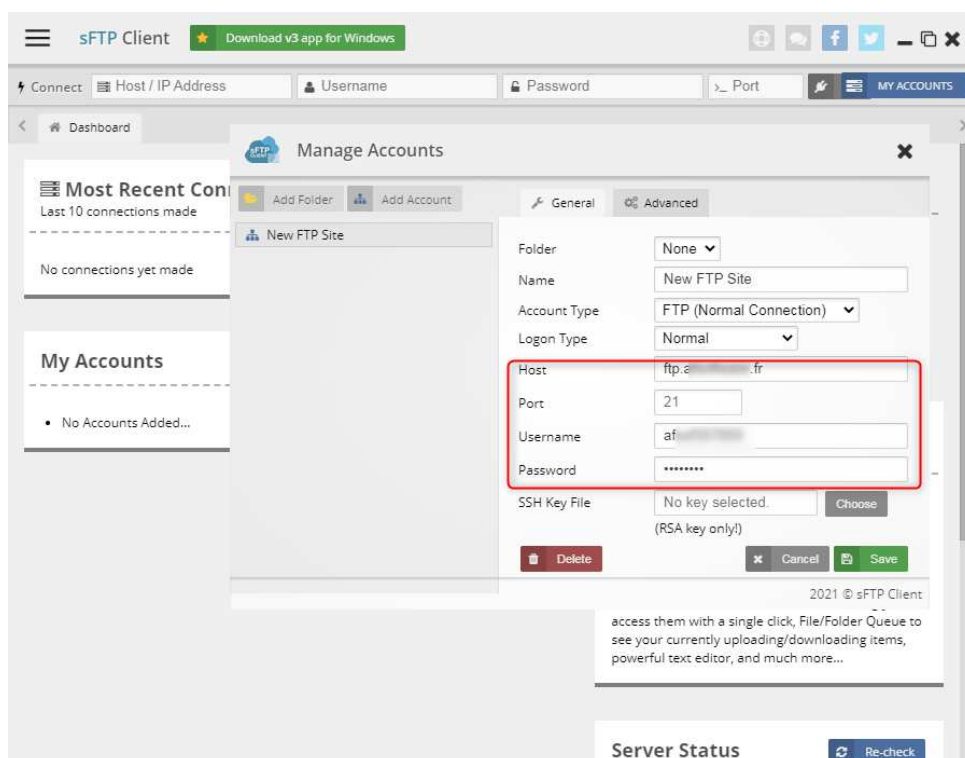 sFTP Client
Download v3 app for Windows
Connect
Host / IP Address
Username
Password
>_ Port
MY ACCOUNTS
Dashboard
Manage Accounts
Most Recent Con
Last 10 connections made
No connections yet made
My Accounts
No Accounts Added...
Add Folder
Add Account
New FTP Site
General
Advanced
Folder
None
Name
New FTP Site
Account Type
FTP (Normal Connection)
Logon Type
Normal
Host
ftp.a .fr
Port
21
Username
af
Password
••••••••
SSH Key File
No key selected.
Choose
(RSA key only!)
Delete
Cancel
Save
2021 © sFTP Client
access them with a single click, File/Folder Queue to
see your currently uploading/downloading items,
powerful text editor, and much more...
Server Status
Re-check